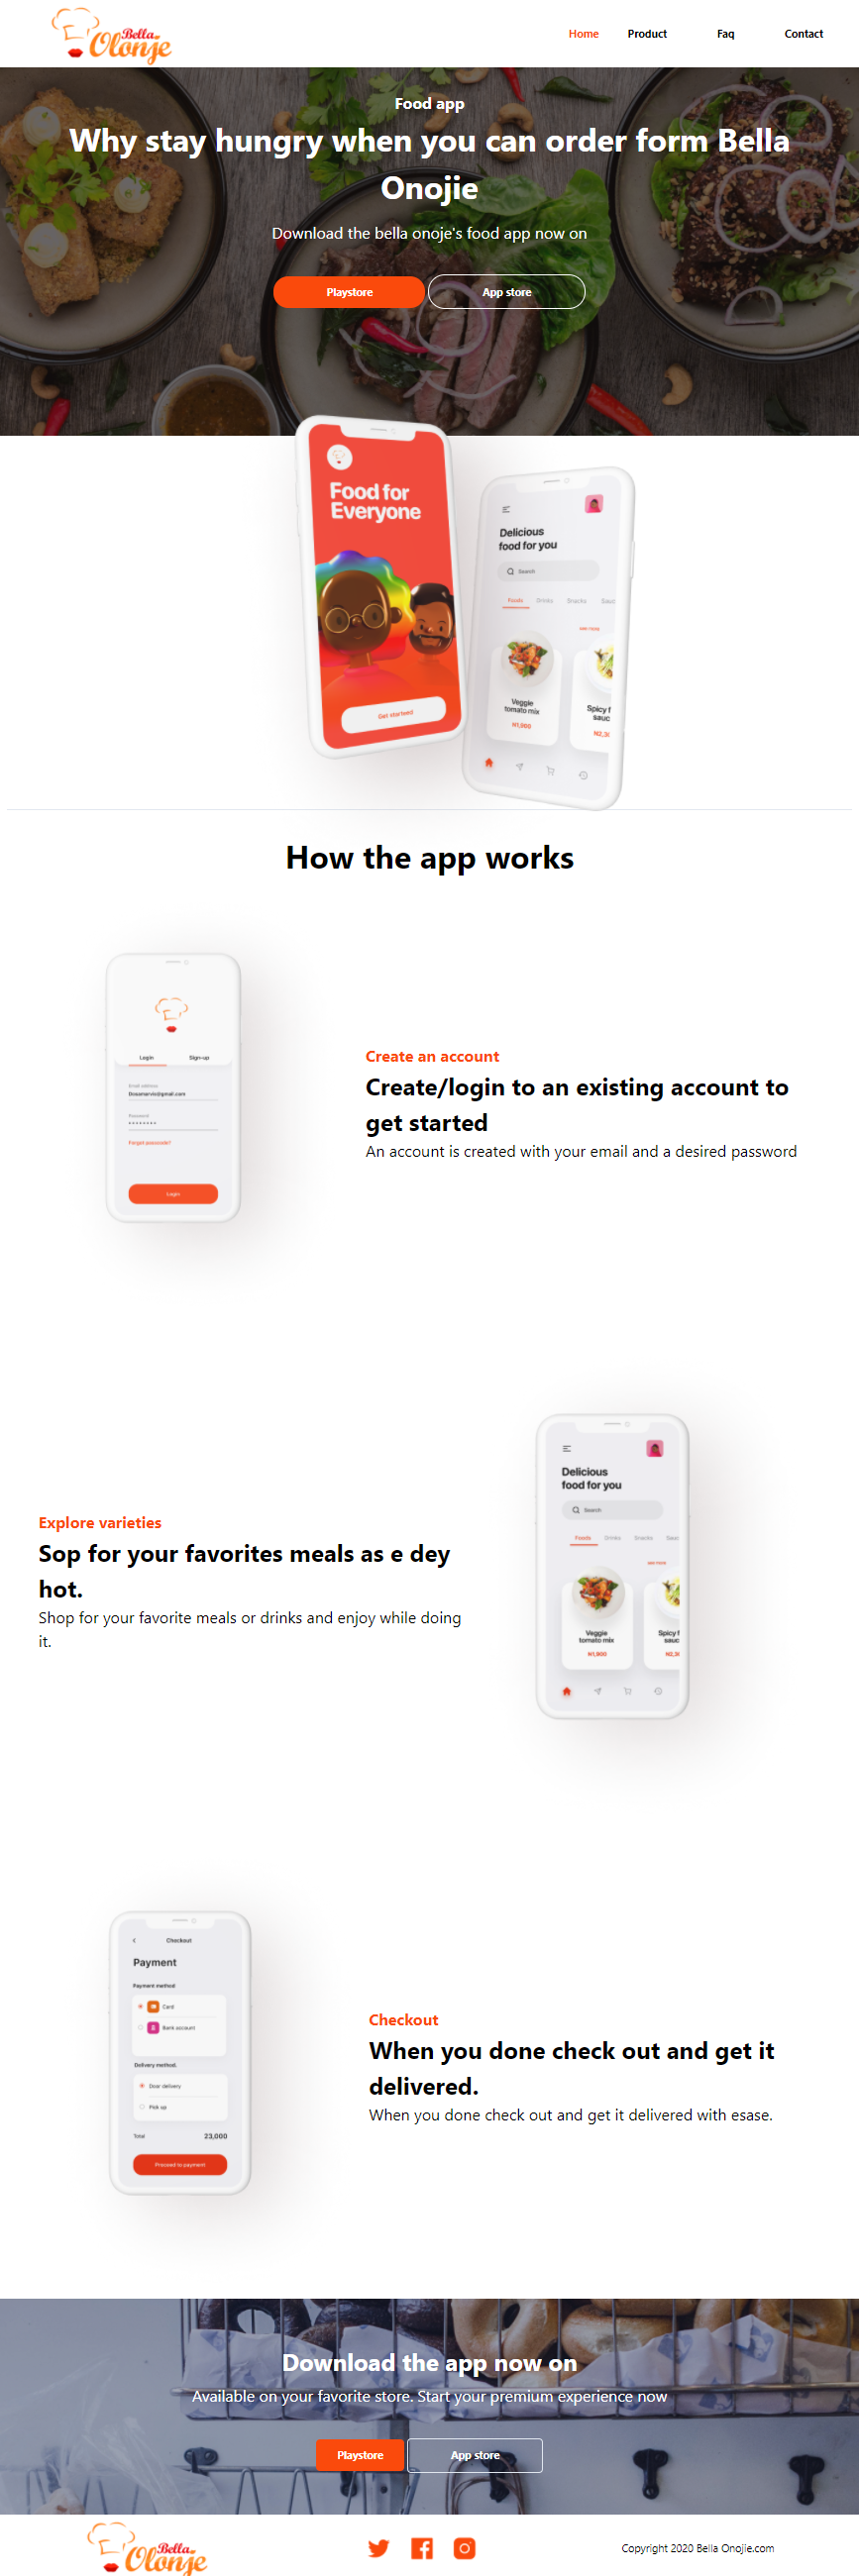 Bella
Olonje
Home
Product
Faq
Contact
Food app
Why stay hungry when you can order form Bella
Onojie
Download the bella onoje's food app now on
Playstore
App store
Food for
Everyone
Get started
Delicious
food for you
Search
Foods
Drinks
Snacks
Sauc
see more
Veggie
tomato mix
N1,900
Spicy f
sauc
N2,30
How the app works
Login
Sign-up
Email address
Dosamarvis@gmail.com
Password
Forgot passcode?
Login
Create an account
Create/login to an existing account to
get started
An account is created with your email and a desired password
Explore varieties
Sop for your favorites meals as e dey
hot.
Shop for your favorite meals or drinks and enjoy while doing
it.
Delicious
food for you
Search
Foods
Drinks
Snacks
Sauc
see more
Veggie
tomato mix
N1,900
Spicy f
sauc
N2,3
Checkout
Payment
Payment method
Card
Bank account
Delivery method.
Door delivery
Pick up
Total
23,000
Proceed to payment
Checkout
When you done check out and get it
delivered.
When you done check out and get it delivered with esase.
Download the app now on
Available on your favorite store. Start your premium experience now
Playstore
App store
Bella
Olonje
Copyright 2020 Bella Onojie.com